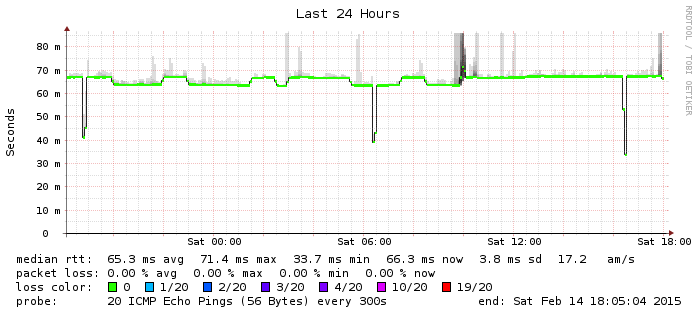 Last 24 Hours
RRDTOOL / TOBI OETIKER
Seconds
80 m
70 m
60 m
50 m
40 m
30 m
20 m
10 m
0
Sat 00:00 Sat 06:00 Sat 12:00 Sat 18:00
median rtt: 65.3 ms avg 71.4 ms max 33.7 ms min 66.3 ms now 3.8 ms sd 17.2 am/s
packet loss: 0.00 % avg 0.00 % max 0.00 % min 0.00 % now
loss color: 0 1/20 2/20 3/20 4/20 10/20 19/20
probe: 20 ICMP Echo Pings (56 Bytes) every 300s end: Sat Feb 14 18:05:04 2015